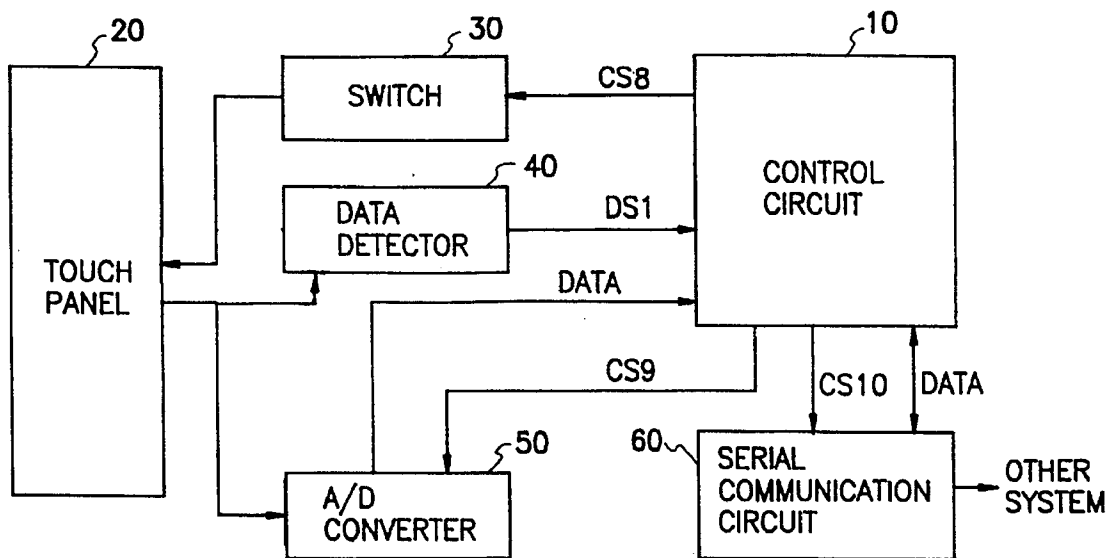 20
30
10
SWITCH
CS8
CONTROL
CIRCUIT
40
DATA
DETECTOR
DS1
TOUCH
PANEL
DATA
CS9
CS10
DATA
50
60
A/D
CONVERTER
SERIAL
COMMUNICATION
CIRCUIT
OTHER
SYSTEM